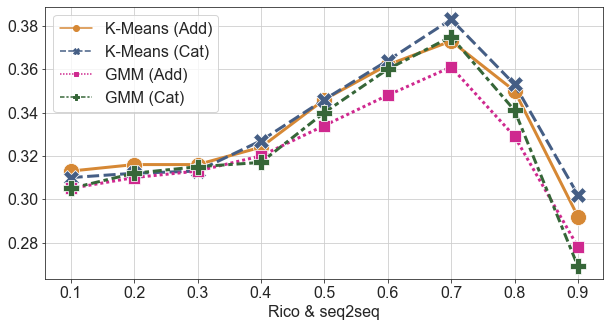 K-Means (Add)
K-Means (Cat)
GMM (Add)
GMM (Cat)
0.38
0.36
0.34
0.32
0.30
0.28
0.1 0.2 0.3 0.4 0.5 0.6 0.7 0.8 0.9
Rico & seq2seq